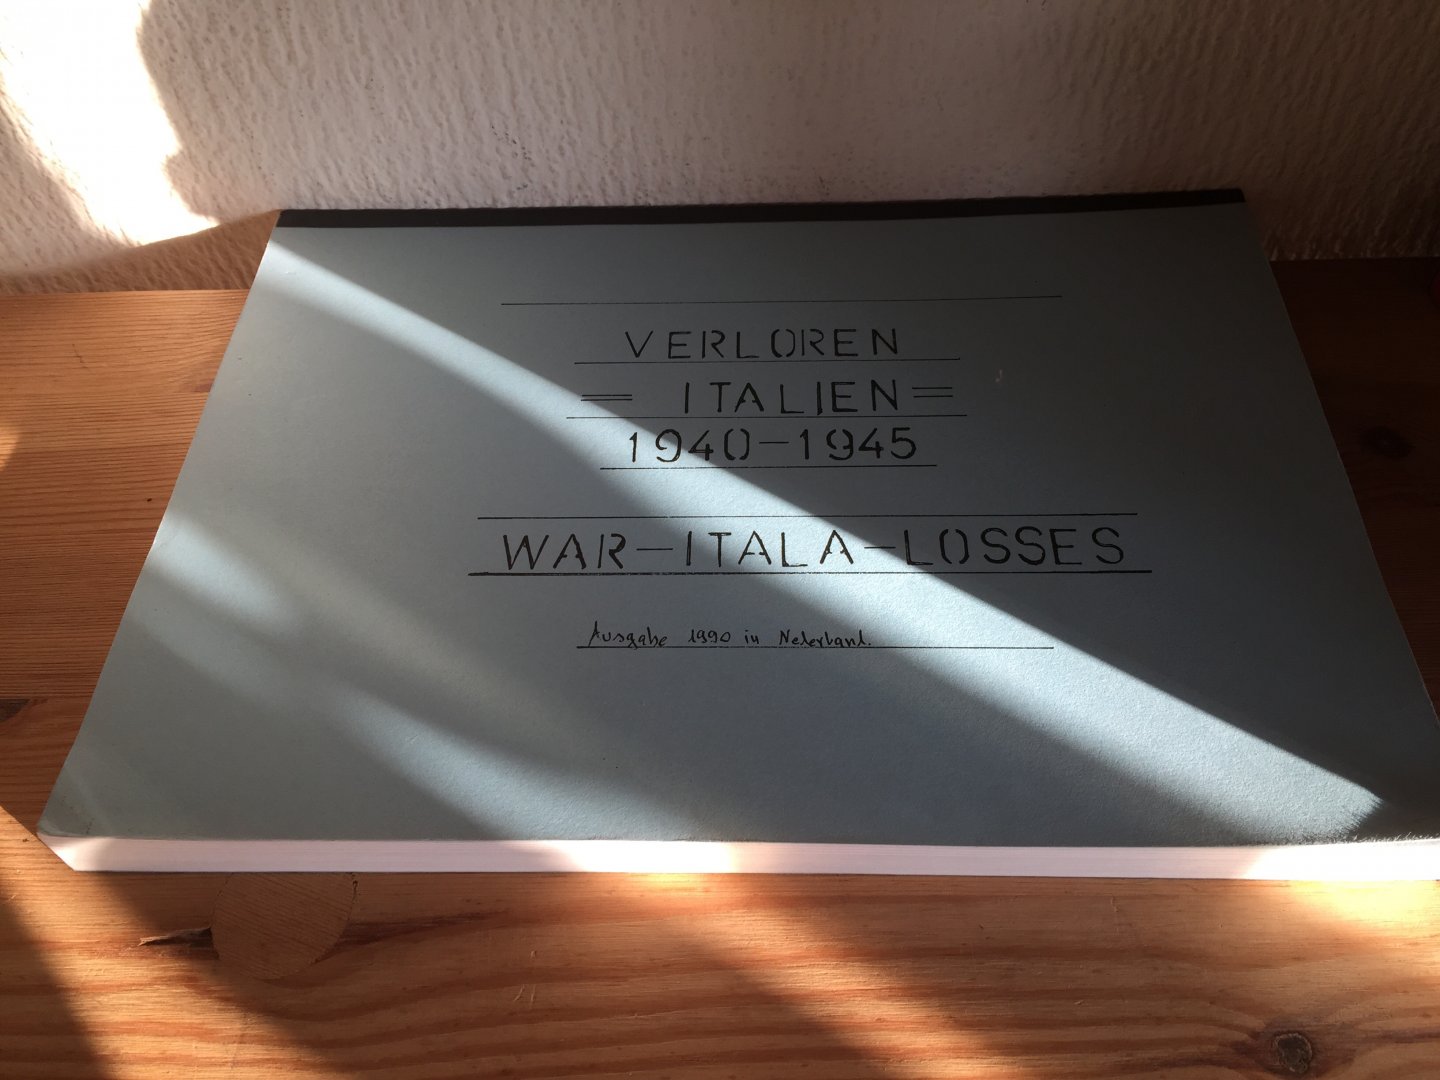 VERLOREN
= ITALIEN =
1940-1945
WAR-ITALA-LOSSES
Ausgabe 1990 in Nederland.